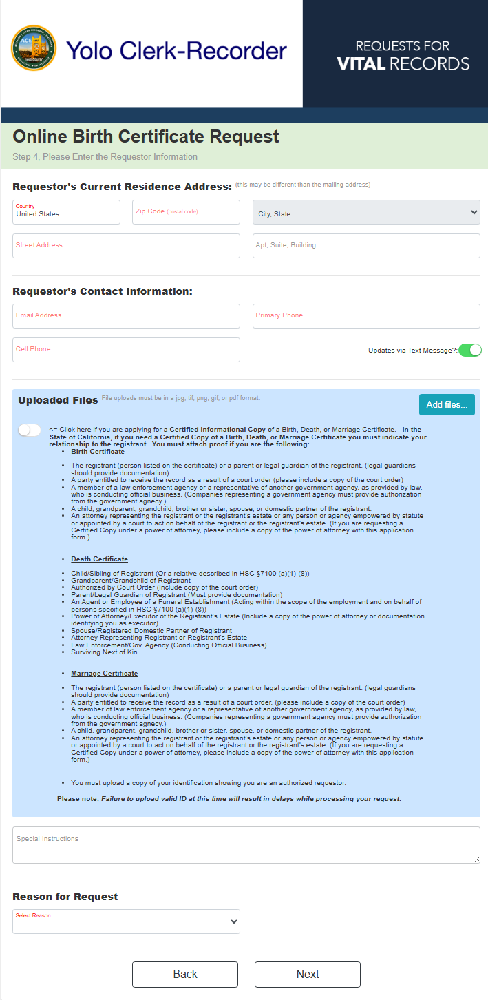 ACE
YOLO COUNTY
Yolo Clerk-Recorder
REQUESTS FOR
VITAL RECORDS
Online Birth Certificate Request
Step 4, Please Enter the Requestor Information
Requestor's Current Residence Address: (this may be different than the mailing address)
Country
United States
Zip Code (postal code)
City, State
Street Address
Apt, Suite, Building
Requestor's Contact Information:
Email Address
Primary Phone
Cell Phone
Updates via Text Message?:
Uploaded Files File uploads must be in a jpg, tif, png, gif, or pdf format.
Add files...
<= Click here if you are applying for a Certified Informational Copy of a Birth, Death, or Marriage Certificate. In the
State of California, if you need a Certified Copy of a Birth, Death, or Marriage Certificate you must indicate your
relationship to the registrant. You must attach proof if you are the following:
• Birth Certificate
• The registrant (person listed on the certificate) or a parent or legal guardian of the registrant. (legal guardians
should provide documentation)
• A party entitled to receive the record as a result of a court order (please include a copy of the court order)
• A member of a law enforcement agency or a representative of another government agency, as provided by law,
who is conducting official business. (Companies representing a government agency must provide authorization
from the government agnecy.)
• A child, grandparent, grandchild, brother or sister, spouse, or domestic partner of the registrant.
• An attorney representing the registrant or the registrant's estate or any person or agency empowered by statute
or appointed by a court to act on behalf of the registrant or the registrant's estate. (If you are requesting a
Certified Copy under a power of attorney, please include a copy of the power of attorney with this application
form.)
• Death Certificate
• Child/Sibling of Registrant (Or a relative described in HSC §7100 (a)(1)-(8))
• Grandparent/Grandchild of Registrant
• Authorized by Court Order (Include copy of the court order)
• Parent/Legal Guardian of Registrant (Must provide documentation)
• An Agent or Employee of a Funeral Establishment (Acting within the scope of the employment and on behalf of
persons specified in HSC §7100 (a)(1)-(8))
• Power of Attorney/Executor of the Registrant's Estate (Include a copy of the power of attorney or documentation
identifying you as executor)
• Spouse/Registered Domestic Partner of Registrant
• Attorney Representing Registrant or Registrant's Estate
• Law Enforcement/Gov. Agency (Conducting Official Business)
• Surviving Next of Kin
• Marriage Certificate
• The registrant (person listed on the certificate) or a parent or legal guardian of the registrant. (legal guardians
should provide documentation)
• A party entitled to receive the record as a result of a court order. (please include a copy of the court order)
• A member of law enforcement agency or a representative of another government agency, as provided by law,
who is conducting official business. (Companies representing a government agency must provide authorization
from the government agnecy.)
• A child, grandparent, grandchild, brother or sister, spouse, or domestic partner of the registrant.
• An attorney representing the registrant or the registrant's estate or any person or agency empowered by statute
or appointed by a court to act on behalf of the registrant or the registrant's estate. (If you are requesting a
Certified Copy under a power of attorney, please include a copy of the power of attorney with this application
form.)
• You must upload a copy of your identification showing you are an authorized requestor.
Please note: Failure to upload valid ID at this time will result in delays while processing your request.
Special Instructions
Reason for Request
Select Reason
Back
Next